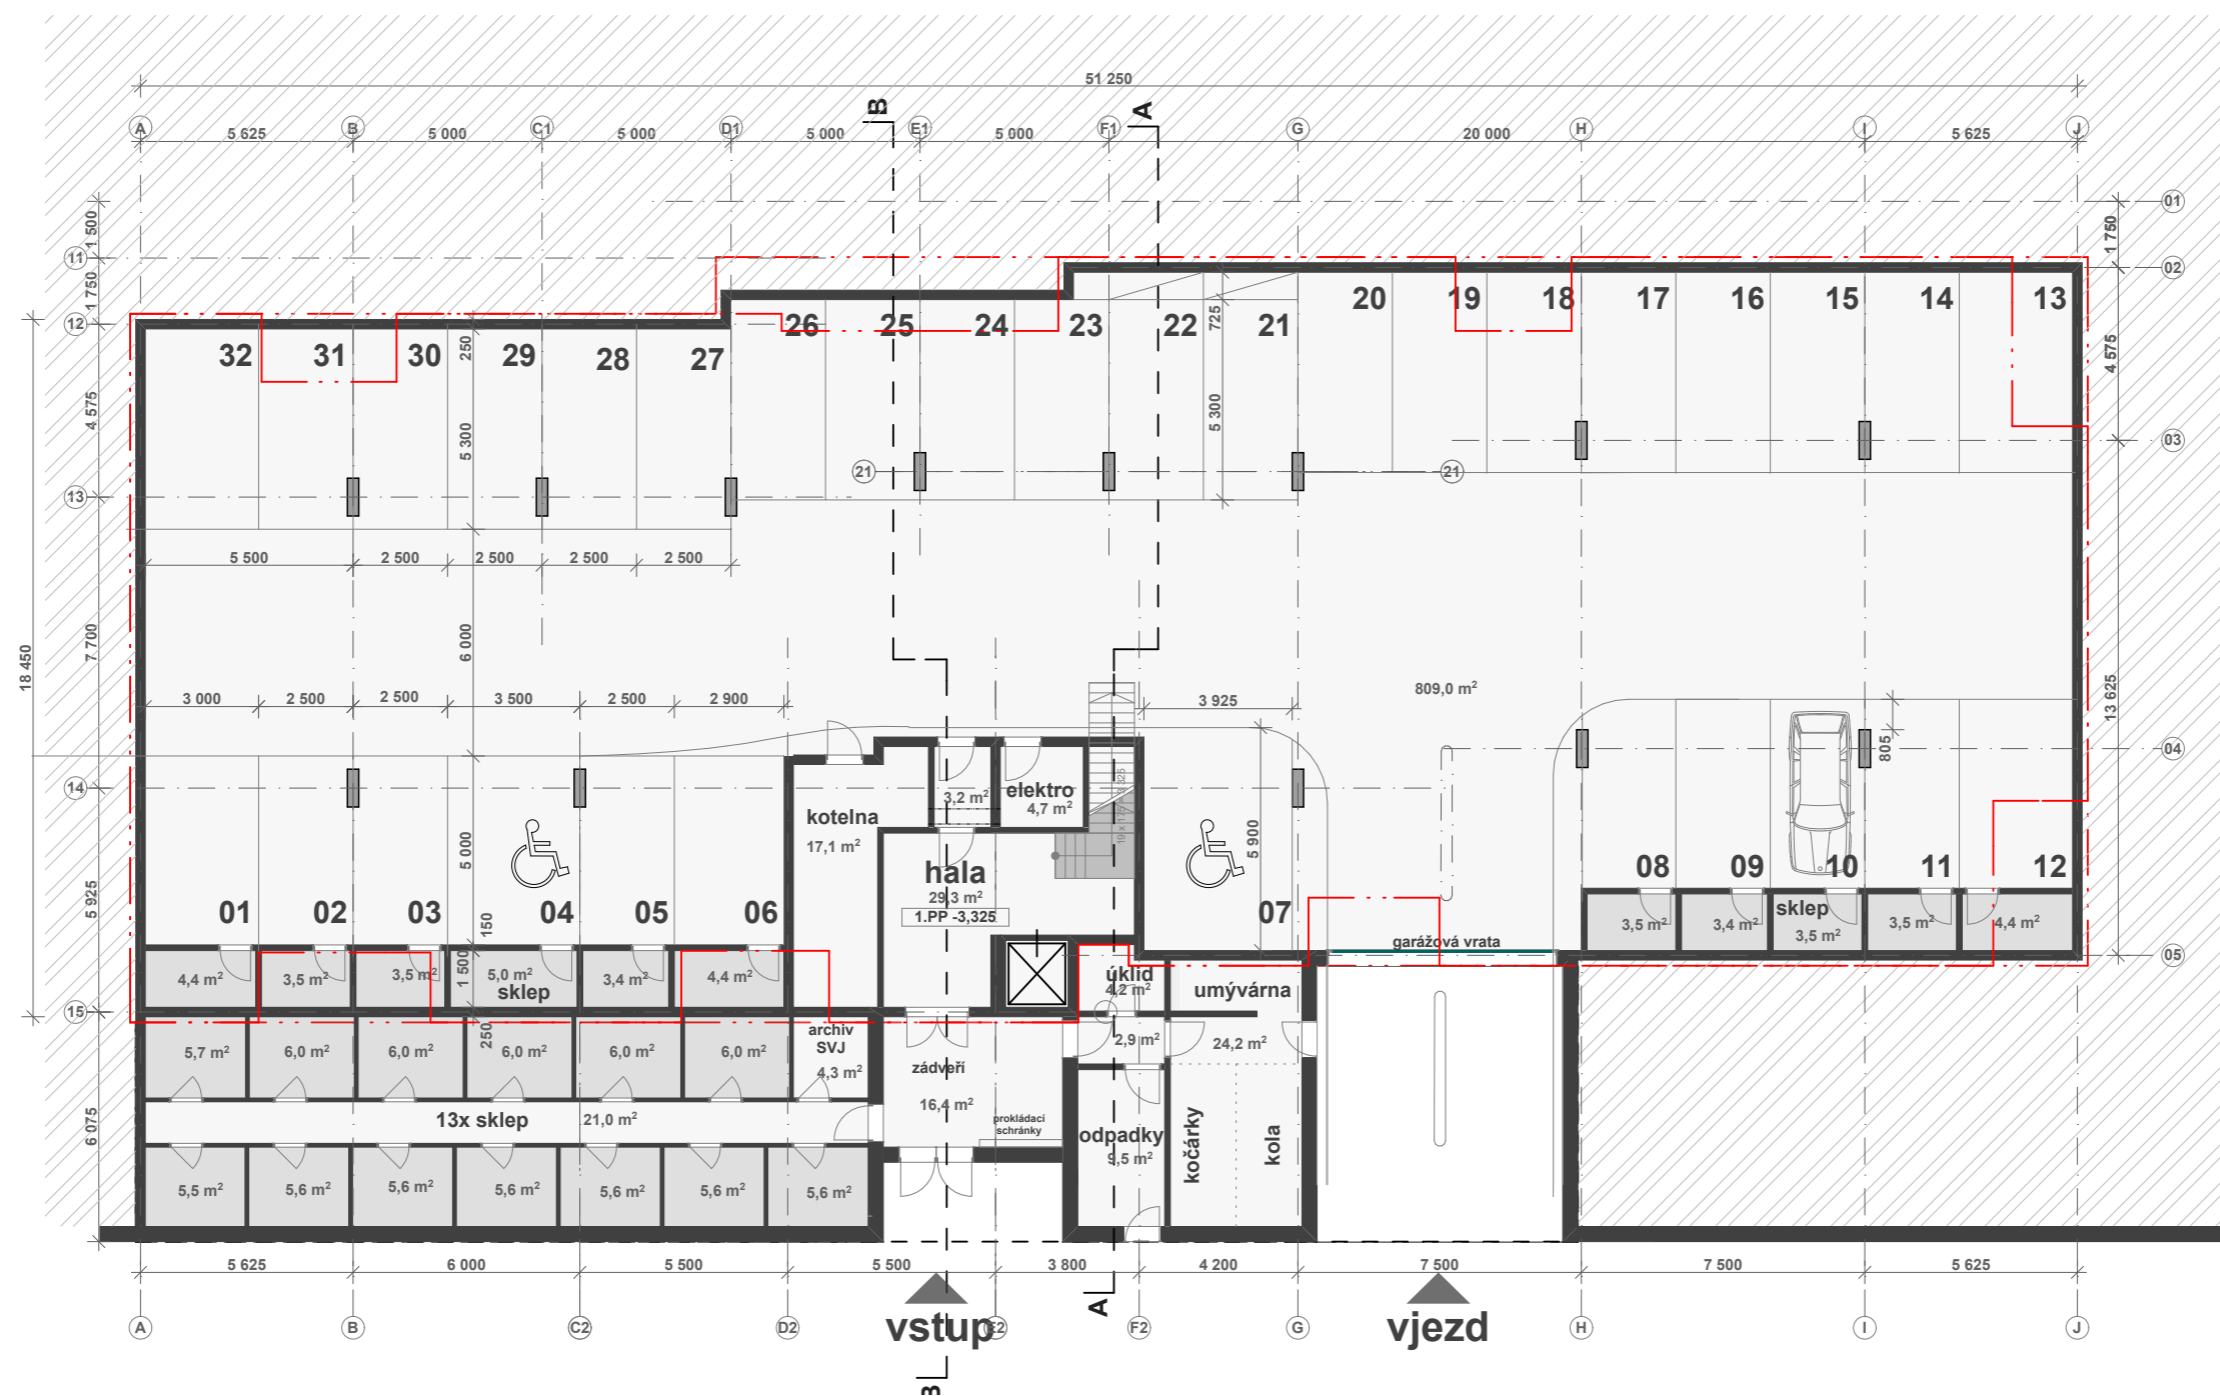 51 250
B
A
A
B
C1
D1
E1
F1
G
H
I
J
5 625
5 000
5 000
5 000
5 000
20 000
5 625
1 500
01
1 750
11
1 750
02
12
20
19
18
17
16
15
14
13
26
25
24
23
22
21
725
32
31
30
29
28
27
250
4 575
4 575
5 300
5 300
03
21
21
13
5 500
2 500
2 500
2 500
2 500
6 000
7 700
18 450
3 000
2 500
2 500
3 500
2 500
2 900
3 925
809,0 m²
13 625
805
04
14
3,2 m²
elektro
4,7 m²
kotelna
17,1 m²
5 000
5 900
hala
29,3 m²
1.PP -3,325
08
09
10
11
12
01
02
03
04
05
06
07
5 925
150
sklep
3,5 m²
3,4 m²
3,5 m²
3,5 m²
4,4 m²
garážová vrata
05
4,4 m²
3,5 m²
3,5 m²
5,0 m²
sklep
3,4 m²
4,4 m²
1 500
úklid
4,2 m²
umývárna
15
250
archiv
SVJ
4,3 m²
5,7 m²
6,0 m²
6,0 m²
6,0 m²
6,0 m²
6,0 m²
2,9 m²
24,2 m²
zádveří
16,4 m²
13x sklep
21,0 m²
prokládací
schránky
6 075
odpadky
9,5 m²
kočárky
kola
5,5 m²
5,6 m²
5,6 m²
5,6 m²
5,6 m²
5,6 m²
5,6 m²
5 625
6 000
5 500
5 500
3 800
4 200
7 500
7 500
5 625
A
A
B
C2
D2
vstup
E2
F2
G
vjezd
H
I
J
B